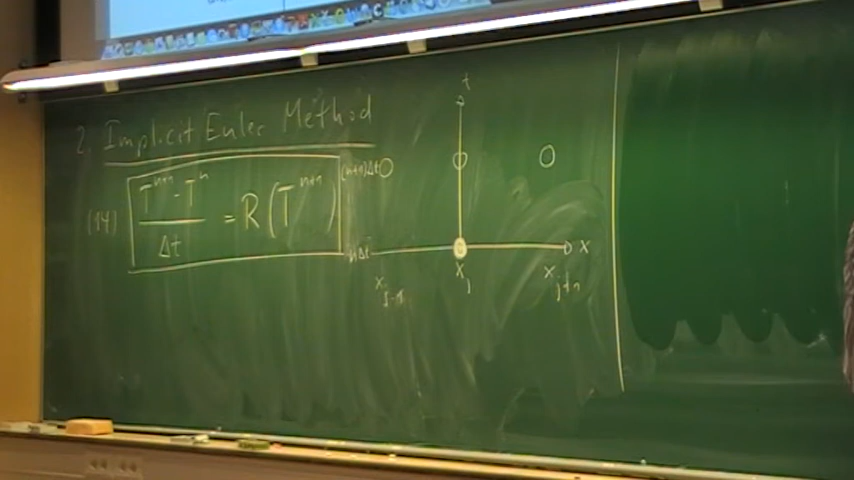 2. Implicit Euler Method
(14) T^{n+1} - T^n / Δt = R(T^{n+1})
t
(n+1)Δt
nΔt
x
x_{j-1} x_j x_{j+1}